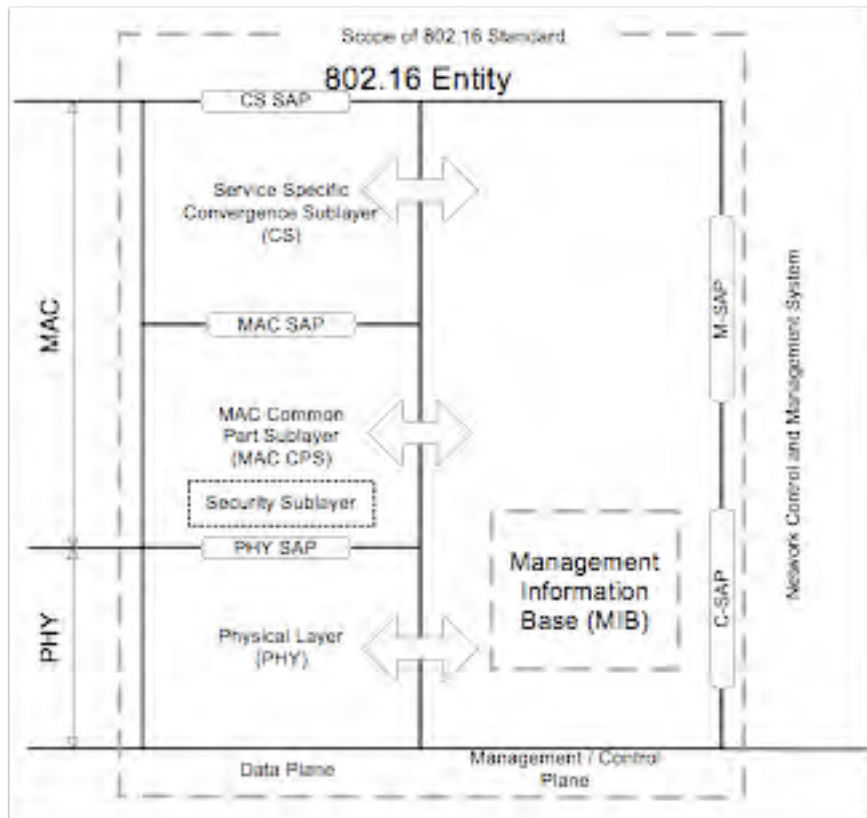 Scope of 802.16 Standard
802.16 Entity
CS SAP
Service Specific
Convergence Sublayer
(CS)
MAC
MAC SAP
M-SAP
Network Control and Management System
MAC Common
Part Sublayer
(MAC CPS)
Security Sublayer
PHY SAP
Management
Information
Base (MIB)
C-SAP
PHY
Physical Layer
(PHY)
Data Plane
Management / Control
Plane